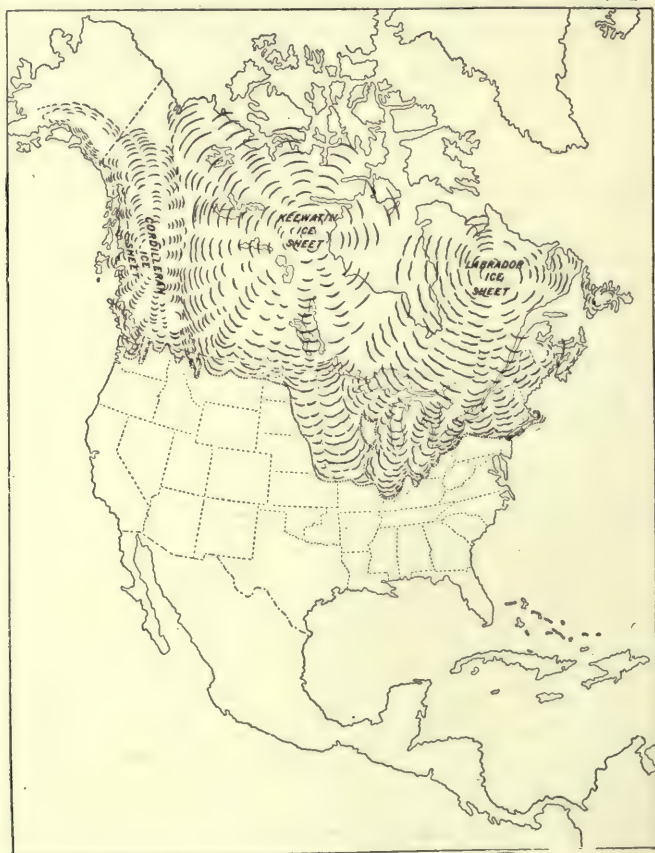 CORDILLERAN
ICE
SHEET
KEEWATIN
ICE
SHEET
LABRADOR
ICE
SHEET